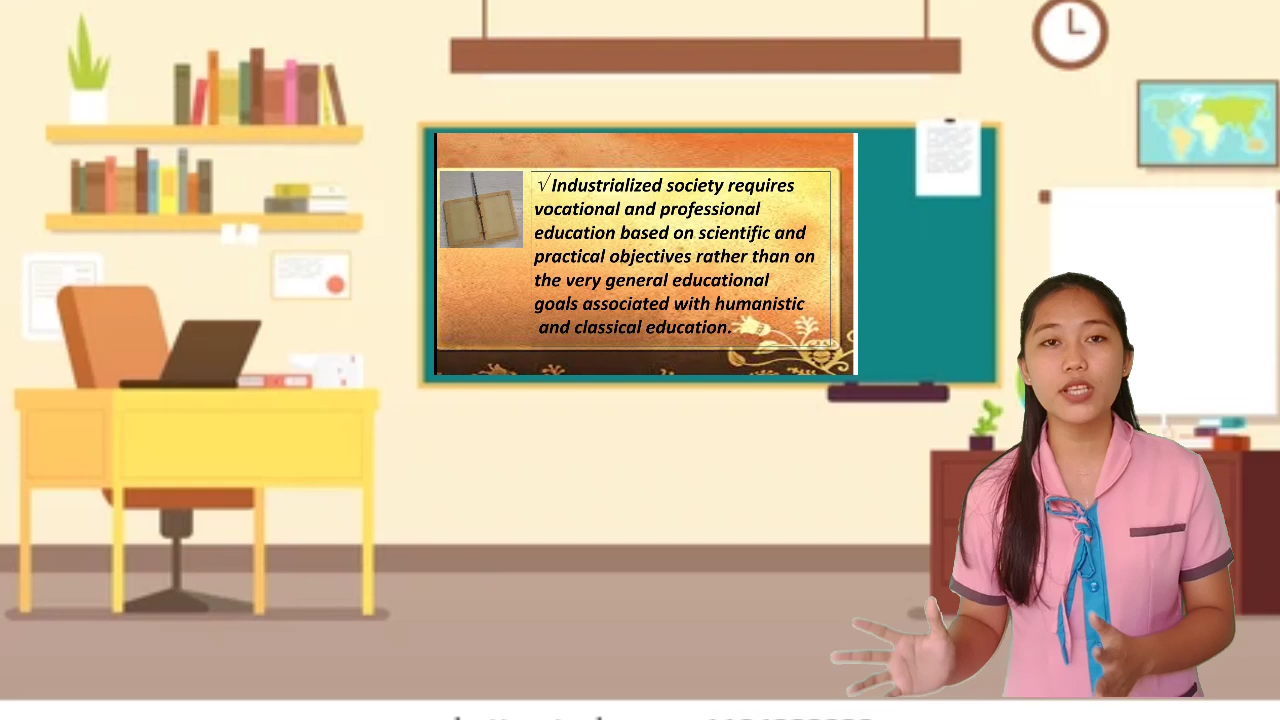 √Industrialized society requires
vocational and professional
education based on scientific and
practical objectives rather than on
the very general educational
goals associated with humanistic
and classical education.